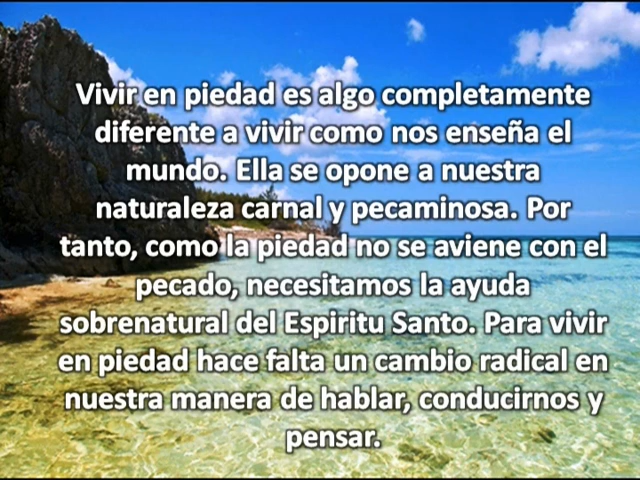 Vivir en piedad es algo completamente
diferente a vivir como nos enseña el
mundo. Ella se opone a nuestra
naturaleza carnal y pecaminosa. Por
tanto, como la piedad no se aviene con el
pecado, necesitamos la ayuda
sobrenatural del Espiritu Santo. Para vivir
en piedad hace falta un cambio radical en
nuestra manera de hablar, conducirnos y
pensar.